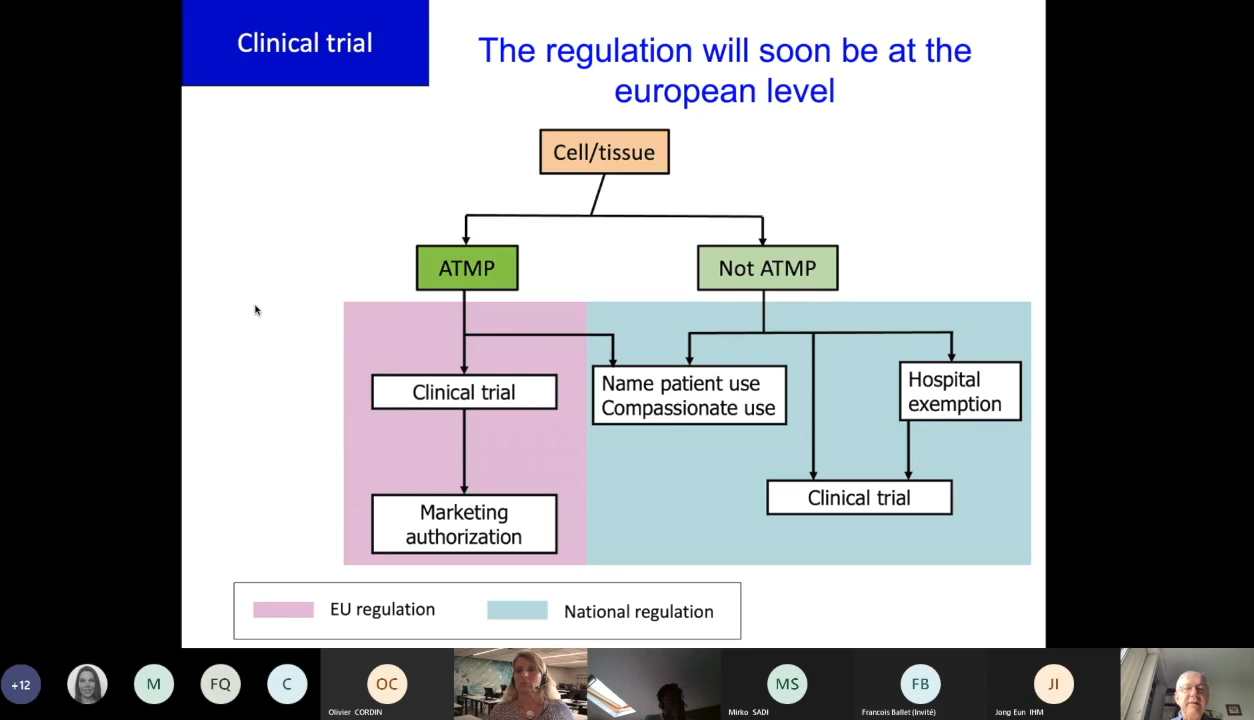 Clinical trial
The regulation will soon be at the
european level
Cell/tissue
ATMP
Not ATMP
Clinical trial
Name patient use
Compassionate use
Hospital
exemption
Clinical trial
Marketing
authorization
EU regulation
National regulation
+12
M
FQ
C
OC
MS
FB
JI
Olivier CORDIN
Mirko SADI
Francois Ballet (Invité)
Jong Eun IHM